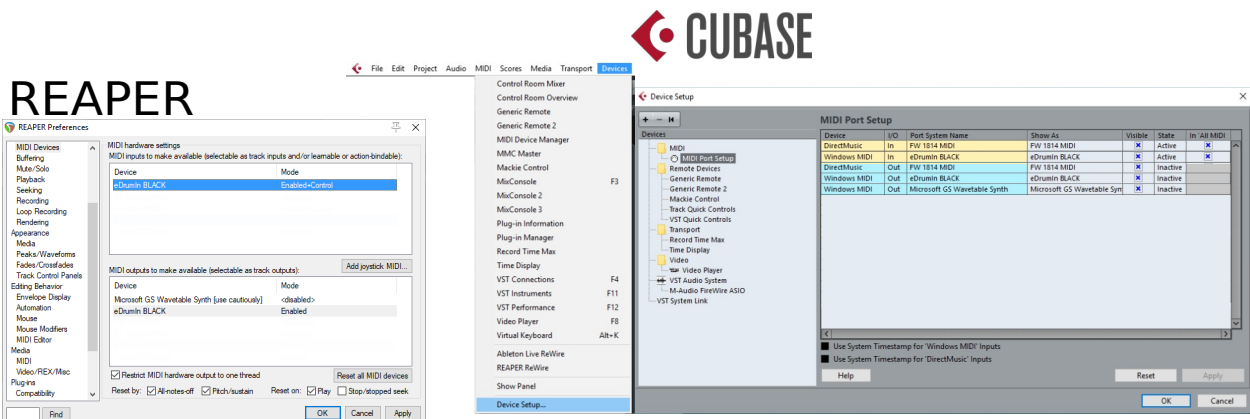 CUBASE
REAPER
File Edit Project Audio MIDI Scores Media Transport Devices
Control Room Mixer
Control Room Overview
Generic Remote
Generic Remote 2
MIDI Device Manager
MMC Master
Mackie Control
MixConsole F3
MixConsole 2
MixConsole 3
Plug-in Information
Plug-in Manager
Record Time Max
Time Display
VST Connections F4
VST Instruments F11
VST Performance F12
Video Player F8
Virtual Keyboard Alt+K
Ableton Live ReWire
REAPER ReWire
Show Panel
Device Setup...
REAPER Preferences
MIDI Devices
Buffering
Mute/Solo
Playback
Seeking
Recording
Loop Recording
Rendering
Appearance
Media
Peaks/Waveforms
Fades/Crossfades
Track Control Panels
Editing Behavior
Envelope Display
Automation
Mouse
Mouse Modifiers
MIDI Editor
Media
MIDI
Video/REX/Misc
Plug-ins
Compatibility
Find
MIDI hardware settings
MIDI inputs to make available (selectable as track inputs and/or learnable or action-bindable):
Device Mode
eDrumIn BLACK Enabled+Control
Add joystick MIDI...
MIDI outputs to make available (selectable as track outputs):
Device Mode
Microsoft GS Wavetable Synth [use cautiously] <disabled>
eDrumIn BLACK Enabled
Restrict MIDI hardware output to one thread Reset all MIDI devices
Reset by: All-notes-off Pitch/sustain Reset on: Play Stop/stopped seek
OK Cancel Apply
Device Setup
Devices
MIDI
MIDI Port Setup
Remote Devices
Generic Remote
Generic Remote 2
Mackie Control
Track Quick Controls
VST Quick Controls
Transport
Record Time Max
Time Display
Video
Video Player
VST Audio System
M-Audio FireWire ASIO
VST System Link
MIDI Port Setup
Device I/O Port System Name Show As Visible State In 'All MIDI
DirectMusic In FW 1814 MIDI FW 1814 MIDI Active
Windows MIDI In eDrumIn BLACK eDrumIn BLACK Active
DirectMusic Out FW 1814 MIDI FW 1814 MIDI Inactive
Windows MIDI Out eDrumIn BLACK eDrumIn BLACK Inactive
Windows MIDI Out Microsoft GS Wavetable Synth Microsoft GS Wavetable Syn Inactive
Use System Timestamp for 'Windows MIDI' Inputs
Use System Timestamp for 'DirectMusic' Inputs
Help Reset Apply
OK Cancel